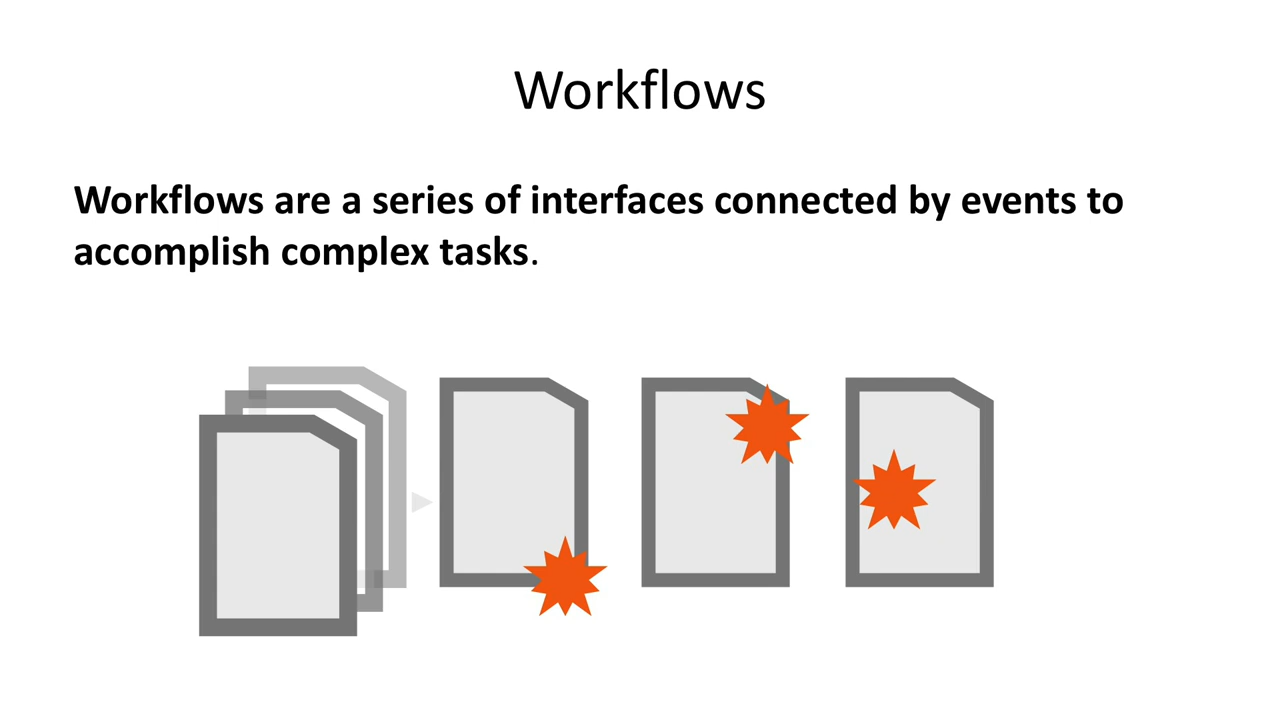 Workflows
Workflows are a series of interfaces connected by events to
accomplish complex tasks.